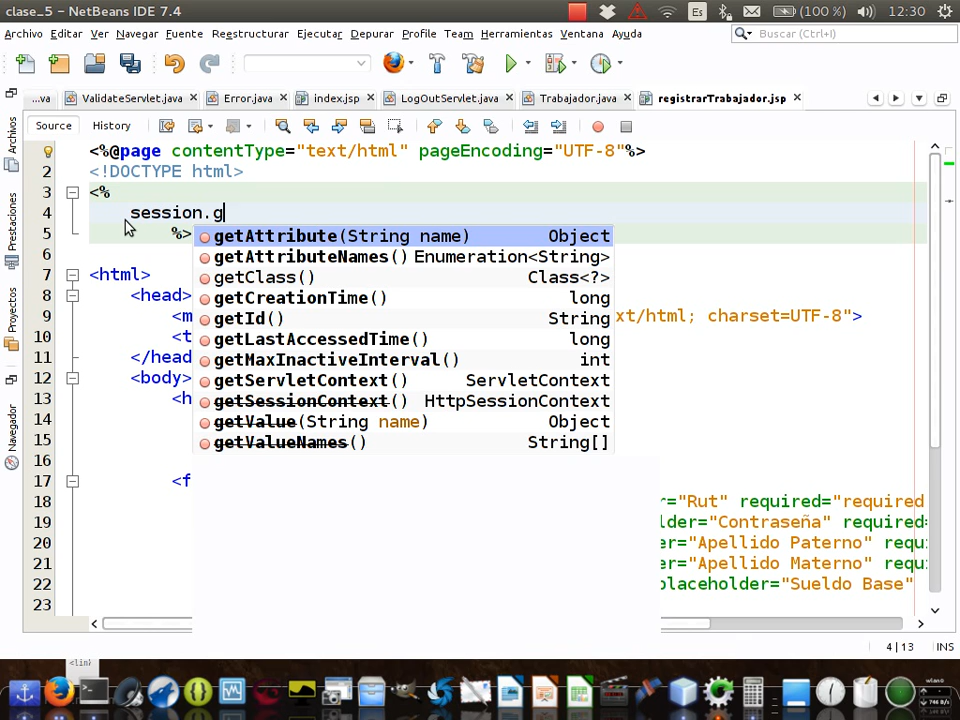 clase_5 - NetBeans IDE 7.4
Es
(100 %)
12:30
Archivo Editar Ver Navegar Fuente Reestructurar Ejecutar Depurar Profile Team Herramientas Ventana Ayuda
Buscar (Ctrl+I)
...va ValidateServlet.java Error.java index.jsp LogOutServlet.java Trabajador.java registrarTrabajador.jsp
Source History
Archivos
Prestaciones
Proyectos
Navegador
1 <%@page contentType="text/html" pageEncoding="UTF-8"%>
2 <!DOCTYPE html>
3 <%
4 session.g
5 %>
getAttribute(String name) Object
6 getAttributeNames() Enumeration<String>
7 <html> getClass() Class<?>
8 <head> getCreationTime() long
9 <m getId() String xt/html; charset=UTF-8">
10 <t getLastAccessedTime() long
11 </head getMaxInactiveInterval() int
12 <body> getServletContext() ServletContext
13 <h getSessionContext() HttpSessionContext
14 getValue(String name) Object
15 getValueNames() String[]
16
17 <f
18 r="Rut" required="required
19 lder="Contraseña" required=
20 er="Apellido Paterno" requ
21 er="Apellido Materno" requ
22 placeholder="Sueldo Base"
23
4 | 13 INS
<lin)
wlan0
746 B/s